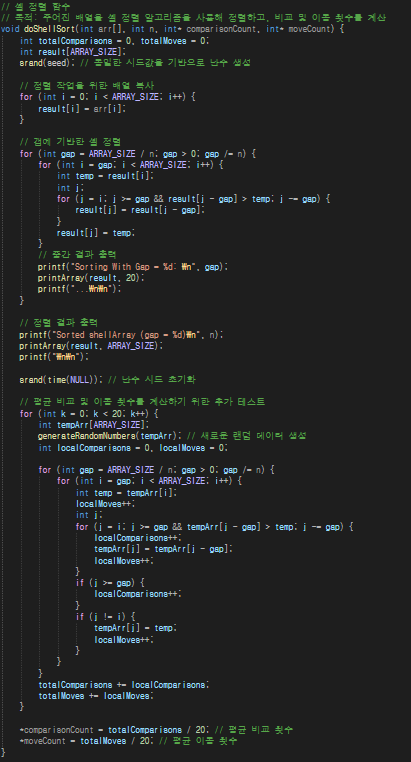 // 셸 정렬 함수
// 목적: 주어진 배열을 셸 정렬 알고리즘을 사용해 정렬하고, 비교 및 이동 횟수를 계산
void doShellSort(int arr[], int n, int* comparisonCount, int* moveCount) {
int totalComparisons = 0, totalMoves = 0;
int result[ARRAY_SIZE];
srand(seed); // 동일한 시드값을 기반으로 난수 생성
// 정렬 작업을 위한 배열 복사
for (int i = 0; i < ARRAY_SIZE; i++) {
result[i] = arr[i];
}
// 갭에 기반한 셸 정렬
for (int gap = ARRAY_SIZE / n; gap > 0; gap /= n) {
for (int i = gap; i < ARRAY_SIZE; i++) {
int temp = result[i];
int j;
for (j = i; j >= gap && result[j - gap] > temp; j -= gap) {
result[j] = result[j - gap];
}
result[j] = temp;
}
// 중간 결과 출력
printf("Sorting With Gap = %d: ₩n", gap);
printArray(result, 20);
printf("...₩n₩n");
}
// 정렬 결과 출력
printf("Sorted shellArray (gap = %d)₩n", n);
printArray(result, ARRAY_SIZE);
printf("₩n₩n");
srand(time(NULL)); // 난수 시드 초기화
// 평균 비교 및 이동 횟수를 계산하기 위한 추가 테스트
for (int k = 0; k < 20; k++) {
int tempArr[ARRAY_SIZE];
generateRandomNumbers(tempArr); // 새로운 랜덤 데이터 생성
int localComparisons = 0, localMoves = 0;
for (int gap = ARRAY_SIZE / n; gap > 0; gap /= n) {
for (int i = gap; i < ARRAY_SIZE; i++) {
int temp = tempArr[i];
localMoves++;
int j;
for (j = i; j >= gap && tempArr[j - gap] > temp; j -= gap) {
localComparisons++;
tempArr[j] = tempArr[j - gap];
localMoves++;
}
if (j >= gap) {
localComparisons++;
}
if (j != i) {
tempArr[j] = temp;
localMoves++;
}
}
}
totalComparisons += localComparisons;
totalMoves += localMoves;
}
*comparisonCount = totalComparisons / 20; // 평균 비교 횟수
*moveCount = totalMoves / 20; // 평균 이동 횟수
}